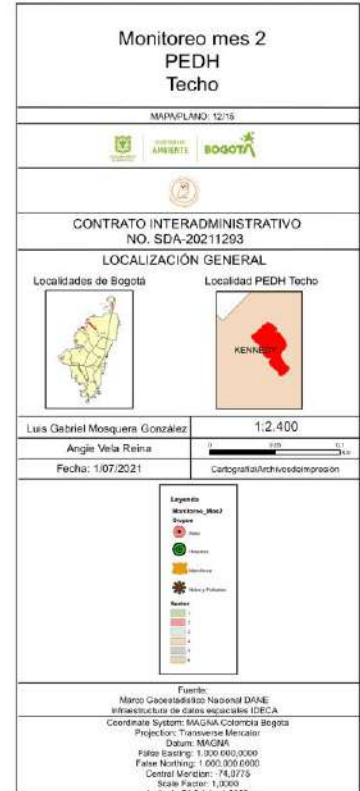 Monitoreo mes 2
PEDH
Techo
MAPA/PLANO: 12/15
AMBIENTE
BOGOTÁ
CONTRATO INTERADMINISTRATIVO
NO. SDA-20211293
LOCALIZACIÓN GENERAL
Localidades de Bogotá
Localidad PEDH Techo
KENNEDY
Luis Gabriel Mosquera González
1:2.400
Angie Vela Reina
Fecha: 1/07/2021
Cartografia\Archivosdeimpresión
Leyenda
Monitoreo_Mes2
Grupos
Sector
Fuente:
Marco Geoestadístico Nacional DANE
Infraestructura de datos espaciales IDECA
Coordinate System: MAGNA Colombia Bogota
Projection: Transverse Mercator
Datum: MAGNA
False Easting: 1.000.000,0000
False Northing: 1.000.000,0000
Central Meridian: -74,0775
Scale Factor: 1,0000